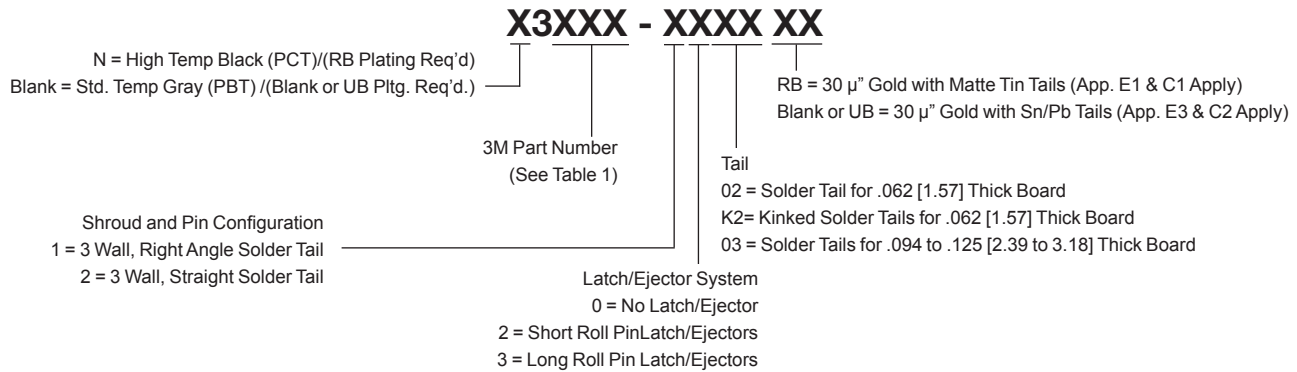 X3XXX - XXXX XX
N = High Temp Black (PCT)/(RB Plating Req'd)
Blank = Std. Temp Gray (PBT) /(Blank or UB Pltg. Req'd.)
RB = 30 µ" Gold with Matte Tin Tails (App. E1 & C1 Apply)
Blank or UB = 30 µ" Gold with Sn/Pb Tails (App. E3 & C2 Apply)
3M Part Number
(See Table 1)
Tail
02 = Solder Tail for .062 [1.57] Thick Board
K2= Kinked Solder Tails for .062 [1.57] Thick Board
03 = Solder Tails for .094 to .125 [2.39 to 3.18] Thick Board
Shroud and Pin Configuration
1 = 3 Wall, Right Angle Solder Tail
2 = 3 Wall, Straight Solder Tail
Latch/Ejector System
0 = No Latch/Ejector
2 = Short Roll PinLatch/Ejectors
3 = Long Roll Pin Latch/Ejectors